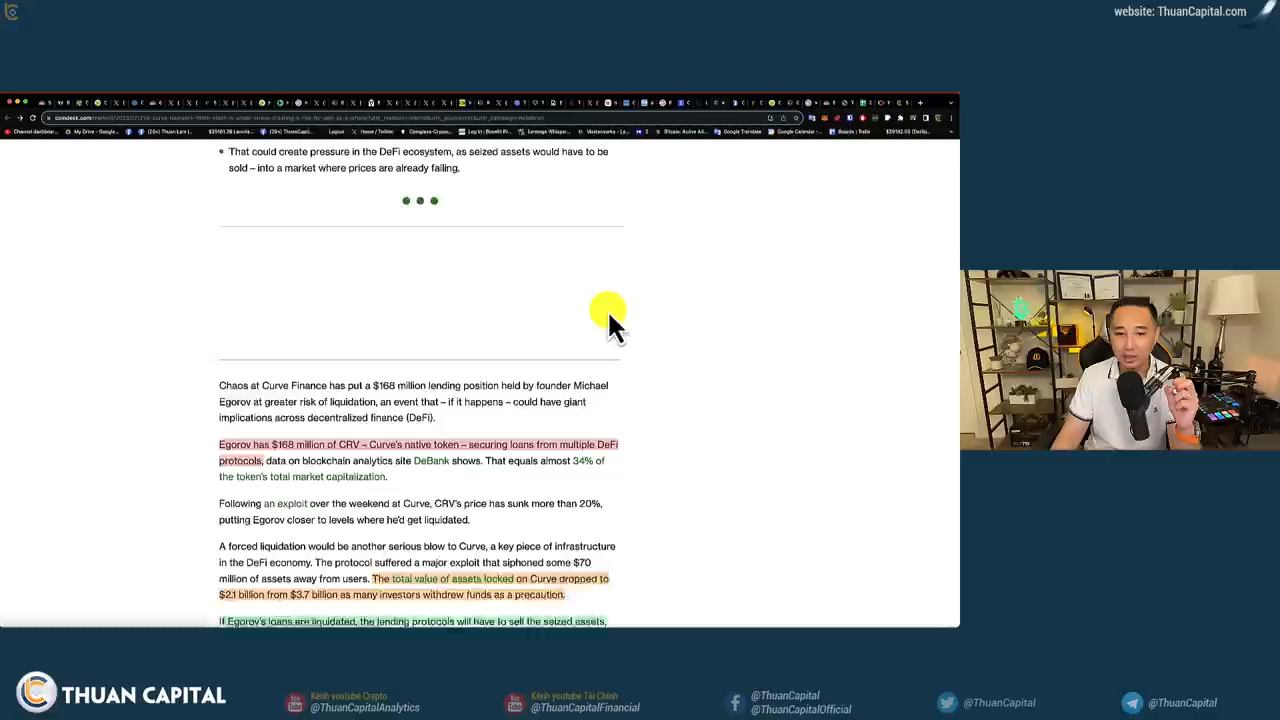 website: ThuanCapital.com
That could create pressure in the DeFi ecosystem, as seized assets would have to be
sold – into a market where prices are already falling.
Chaos at Curve Finance has put a $168 million lending position held by founder Michael
Egorov at greater risk of liquidation, an event that – if it happens – could have giant
implications across decentralized finance (DeFi).
Egorov has $168 million of CRV – Curve's native token – securing loans from multiple DeFi
protocols, data on blockchain analytics site DeBank shows. That equals almost 34% of
the token's total market capitalization.
Following an exploit over the weekend at Curve, CRV's price has sunk more than 20%,
putting Egorov closer to levels where he'd get liquidated.
A forced liquidation would be another serious blow to Curve, a key piece of infrastructure
in the DeFi economy. The protocol suffered a major exploit that siphoned some $70
million of assets away from users. The total value of assets locked on Curve dropped to
$2.1 billion from $3.7 billion as many investors withdrew funds as a precaution.
If Egorov's loans are liquidated, the lending protocols will have to sell the seized assets,
THUAN CAPITAL
Kênh youtube Crypto
@ThuanCapitalAnalytics
Kênh youtube Tài Chính
@ThuanCapitalFinancial
@ThuanCapital
@ThuanCapitalOfficial
@ThuanCapital
@ThuanCapital